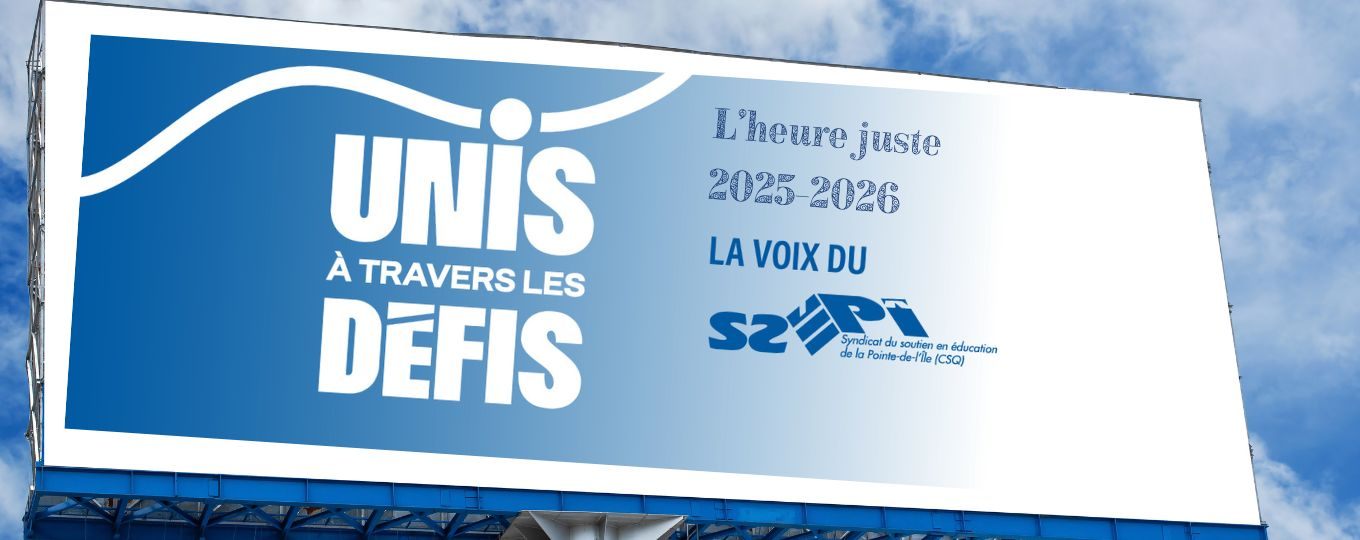 UNIS
À TRAVERS LES
DÉFIS
L'heure juste
2025-2026
LA VOIX DU
SSEPÎ
Syndicat du soutien en éducation
de la Pointe-de-l'Île (CSQ)